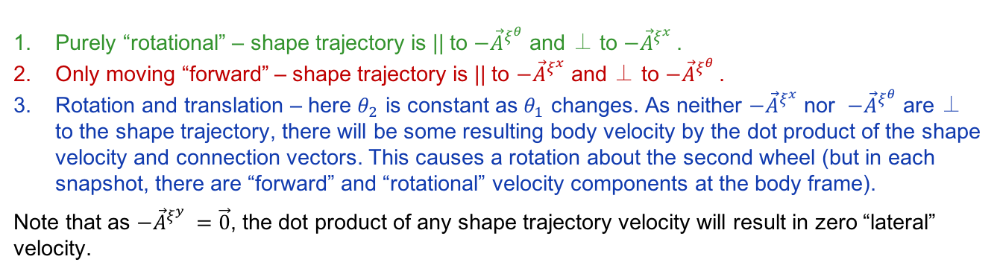 1. Purely “rotational” – shape trajectory is || to $-\vec{A}^{\xi^\theta}$ and ⊥ to $-\vec{A}^{\xi^x}$ .
2. Only moving “forward” – shape trajectory is || to $-\vec{A}^{\xi^x}$ and ⊥ to $-\vec{A}^{\xi^\theta}$ .
3. Rotation and translation – here $\theta_2$ is constant as $\theta_1$ changes. As neither $-\vec{A}^{\xi^x}$ nor $-\vec{A}^{\xi^\theta}$ are ⊥
to the shape trajectory, there will be some resulting body velocity by the dot product of the shape
velocity and connection vectors. This causes a rotation about the second wheel (but in each
snapshot, there are “forward” and “rotational” velocity components at the body frame).
Note that as $-\vec{A}^{\xi^y} = \vec{0}$, the dot product of any shape trajectory velocity will result in zero “lateral”
velocity.